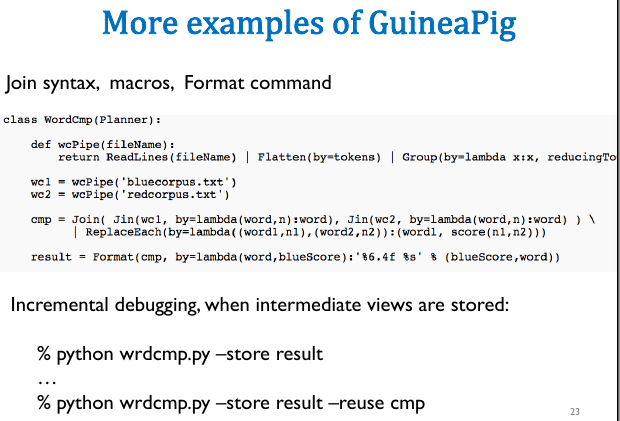 More examples of GuineaPig
Join syntax, macros, Format command
class WordCmp(Planner):
def wcPipe(fileName):
return ReadLines(fileName) | Flatten(by=tokens) | Group(by=lambda x:x, reducingTo
wc1 = wcPipe('bluecorpus.txt')
wc2 = wcPipe('redcorpus.txt')
cmp = Join( Jin(wc1, by=lambda(word,n):word), Jin(wc2, by=lambda(word,n):word) ) \
| ReplaceEach(by=lambda((word1,n1),(word2,n2)):(word1, score(n1,n2)))
result = Format(cmp, by=lambda(word,blueScore):'%6.4f %s' % (blueScore,word))
Incremental debugging, when intermediate views are stored:
% python wrdcmp.py –store result
…
% python wrdcmp.py –store result –reuse cmp
23